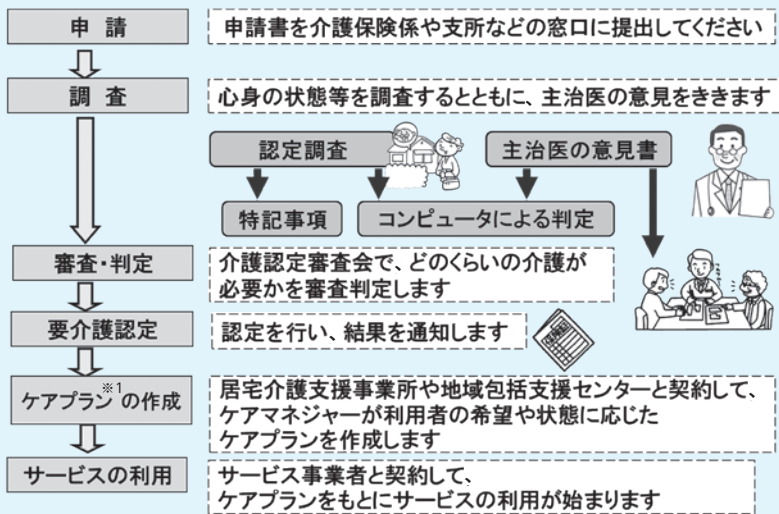 申請
申請書を介護保険係や支所などの窓口に提出してください
調査
心身の状態等を調査するとともに、主治医の意見をききます
認定調査
主治医の意見書
特記事項
コンピュータによる判定
審査・判定
介護認定審査会で、どのくらいの介護が
必要かを審査判定します
要介護認定
認定を行い、結果を通知します
ケアプラン※1の作成
居宅介護支援事業所や地域包括支援センターと契約して、
ケアマネジャーが利用者の希望や状態に応じた
ケアプランを作成します
サービスの利用
サービス事業者と契約して、
ケアプランをもとにサービスの利用が始まります